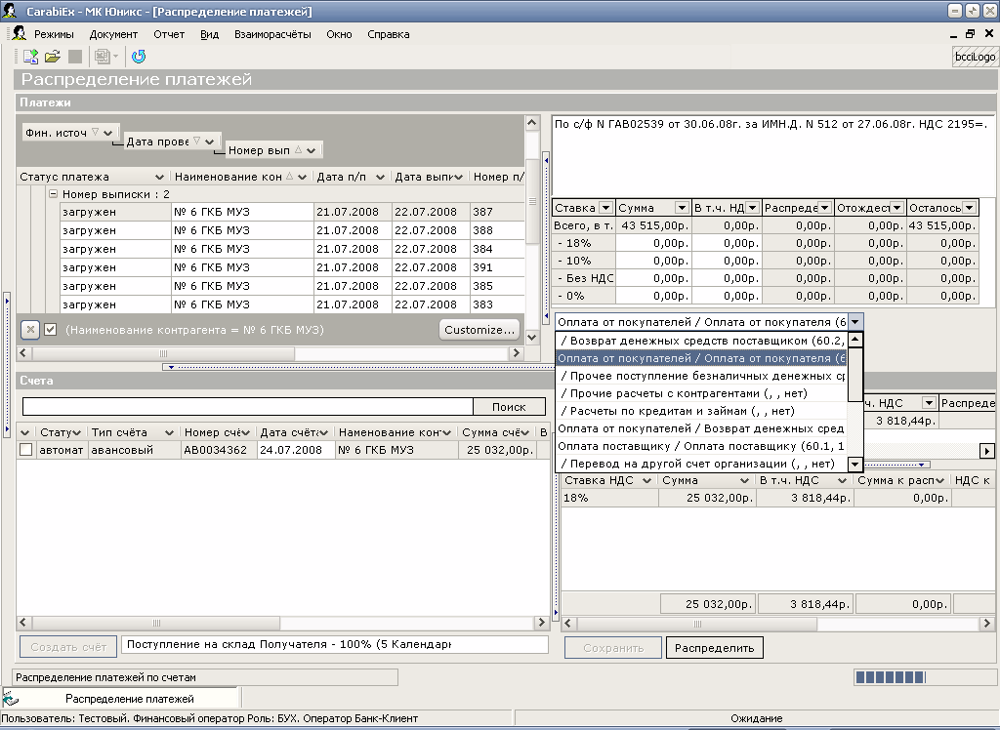 CarabiEx - МК Юникс - [Распределение платежей]
Режимы Документ Отчет Вид Взаиморасчёты Окно Справка
bcciLogo
Распределение платежей
Платежи
Фин. источ
Дата прове
Номер вып
Статус платежа Наименование кон Дата п/п Дата выпи Номер п/
Номер выписки : 2
загружен № 6 ГКБ МУЗ 21.07.2008 22.07.2008 387
загружен № 6 ГКБ МУЗ 21.07.2008 22.07.2008 388
загружен № 6 ГКБ МУЗ 21.07.2008 22.07.2008 384
загружен № 6 ГКБ МУЗ 21.07.2008 22.07.2008 391
загружен № 6 ГКБ МУЗ 21.07.2008 22.07.2008 385
загружен № 6 ГКБ МУЗ 21.07.2008 22.07.2008 383
(Наименование контрагента = № 6 ГКБ МУЗ) Customize...
По с/ф N ГАВ02539 от 30.06.08г. за ИМН.Д. N 512 от 27.06.08г. НДС 2195=.
Ставка Сумма В т.ч. НД Распреде Отождест Осталось
Всего, в т. 43 515,00р. 0,00р. 0,00р. 0,00р. 43 515,00р.
- 18% 0,00р. 0,00р. 0,00р. 0,00р. 0,00р.
- 10% 0,00р. 0,00р. 0,00р. 0,00р. 0,00р.
- Без НДС 0,00р. 0,00р. 0,00р. 0,00р. 0,00р.
- 0% 0,00р. 0,00р. 0,00р. 0,00р. 0,00р.
Оплата от покупателей / Оплата от покупателя (6
/ Возврат денежных средств поставщиком (60.2,
Оплата от покупателей / Оплата от покупателя (6
/ Прочее поступление безналичных денежных ср
/ Прочие расчеты с контрагентами (, , нет)
/ Расчеты по кредитам и займам (, , нет)
Оплата от покупателей / Возврат денежных сред
Оплата поставщику / Оплата поставщику (60.1, 1
/ Перевод на другой счет организации (, , нет)
Счета
Поиск
Стату Тип счёта Номер счё Дата счёт Наменование кон Сумма счё В
автомат авансовый АВ0034362 24.07.2008 № 6 ГКБ МУЗ 25 032,00р. В
ч. НДС Распреде
3 818,44р.
Ставка НДС Сумма В т.ч. НДС Сумма к расп НДС к
18% 25 032,00р. 3 818,44р. 0,00р.
25 032,00р. 3 818,44р. 0,00р.
Создать счёт Поступление на склад Получателя - 100% (5 Календарн
Сохранить Распределить
Распределение платежей по счетам
Распределение платежей
Пользователь: Тестовый. Финансовый оператор Роль: БУХ. Оператор Банк-Клиент Ожидание